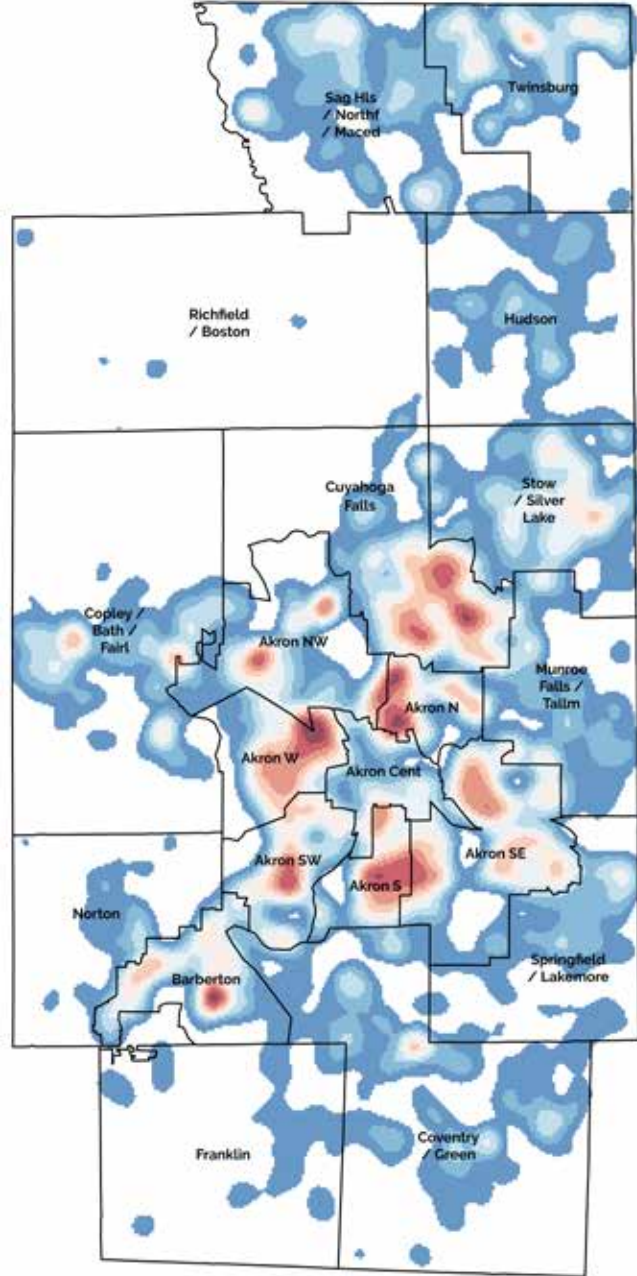 Sag Hls
/ Northf
/ Maced
Twinsburg
Richfield
/ Boston
Hudson
Cuyahoga
Falls
Stow
/ Silver
Lake
Copley /
Bath /
Fairl
Akron NW
Munroe
Falls /
Tallm
Akron N
Akron W
Akron Cent
Akron SW
Akron SE
Akron S
Norton
Barberton
Springfield
/ Lakemore
Franklin
Coventry
/ Green